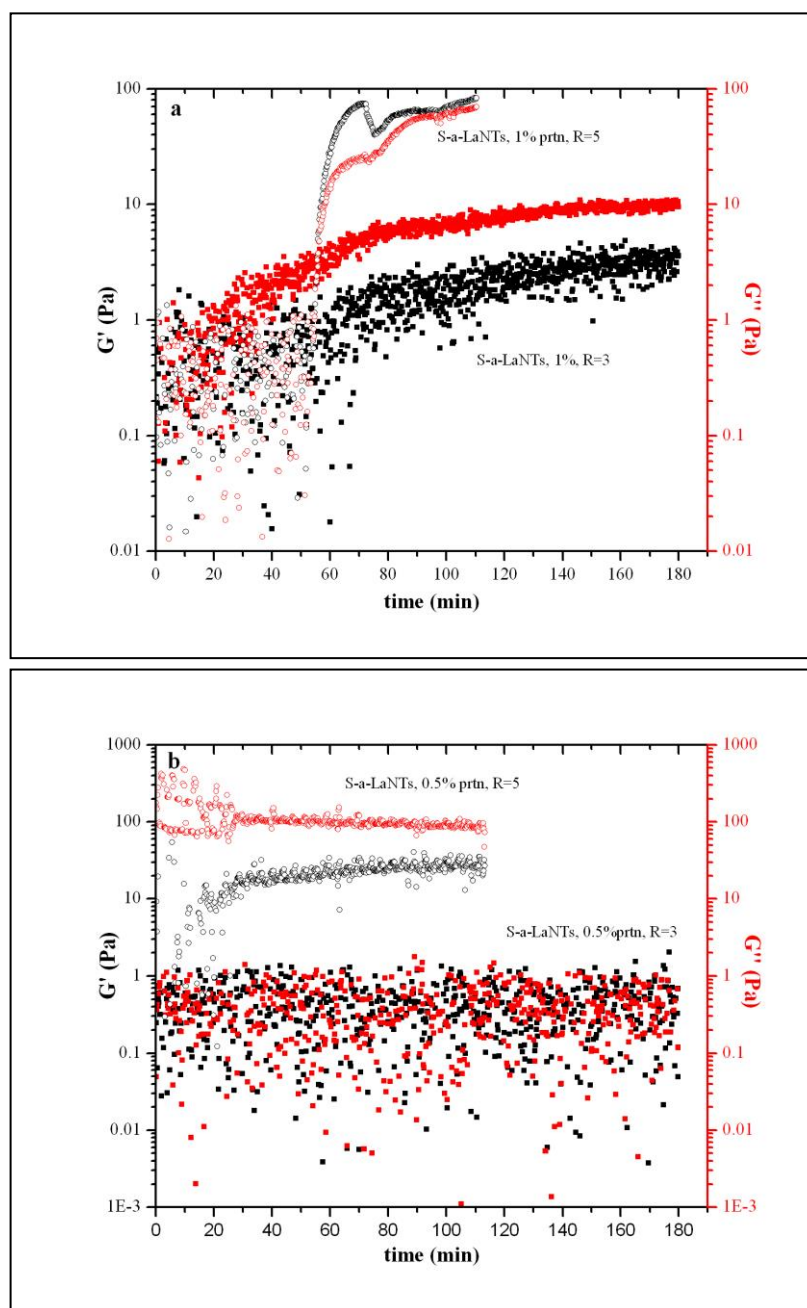 a
100
10
1
0.1
0.01
G' (Pa)
S-a-LaNTs, 1% prtn, R=5
S-a-LaNTs, 1%, R=3
100
10
1
0.1
0.01
G'' (Pa)
0 20 40 60 80 100 120 140 160 180
time (min)
b
1000
100
10
1
0.1
0.01
1E-3
G' (Pa)
S-a-LaNTs, 0.5% prtn, R=5
S-a-LaNTs, 0.5%prtn, R=3
1000
100
10
1
0.1
0.01
1E-3
G'' (Pa)
0 20 40 60 80 100 120 140 160 180
time (min)